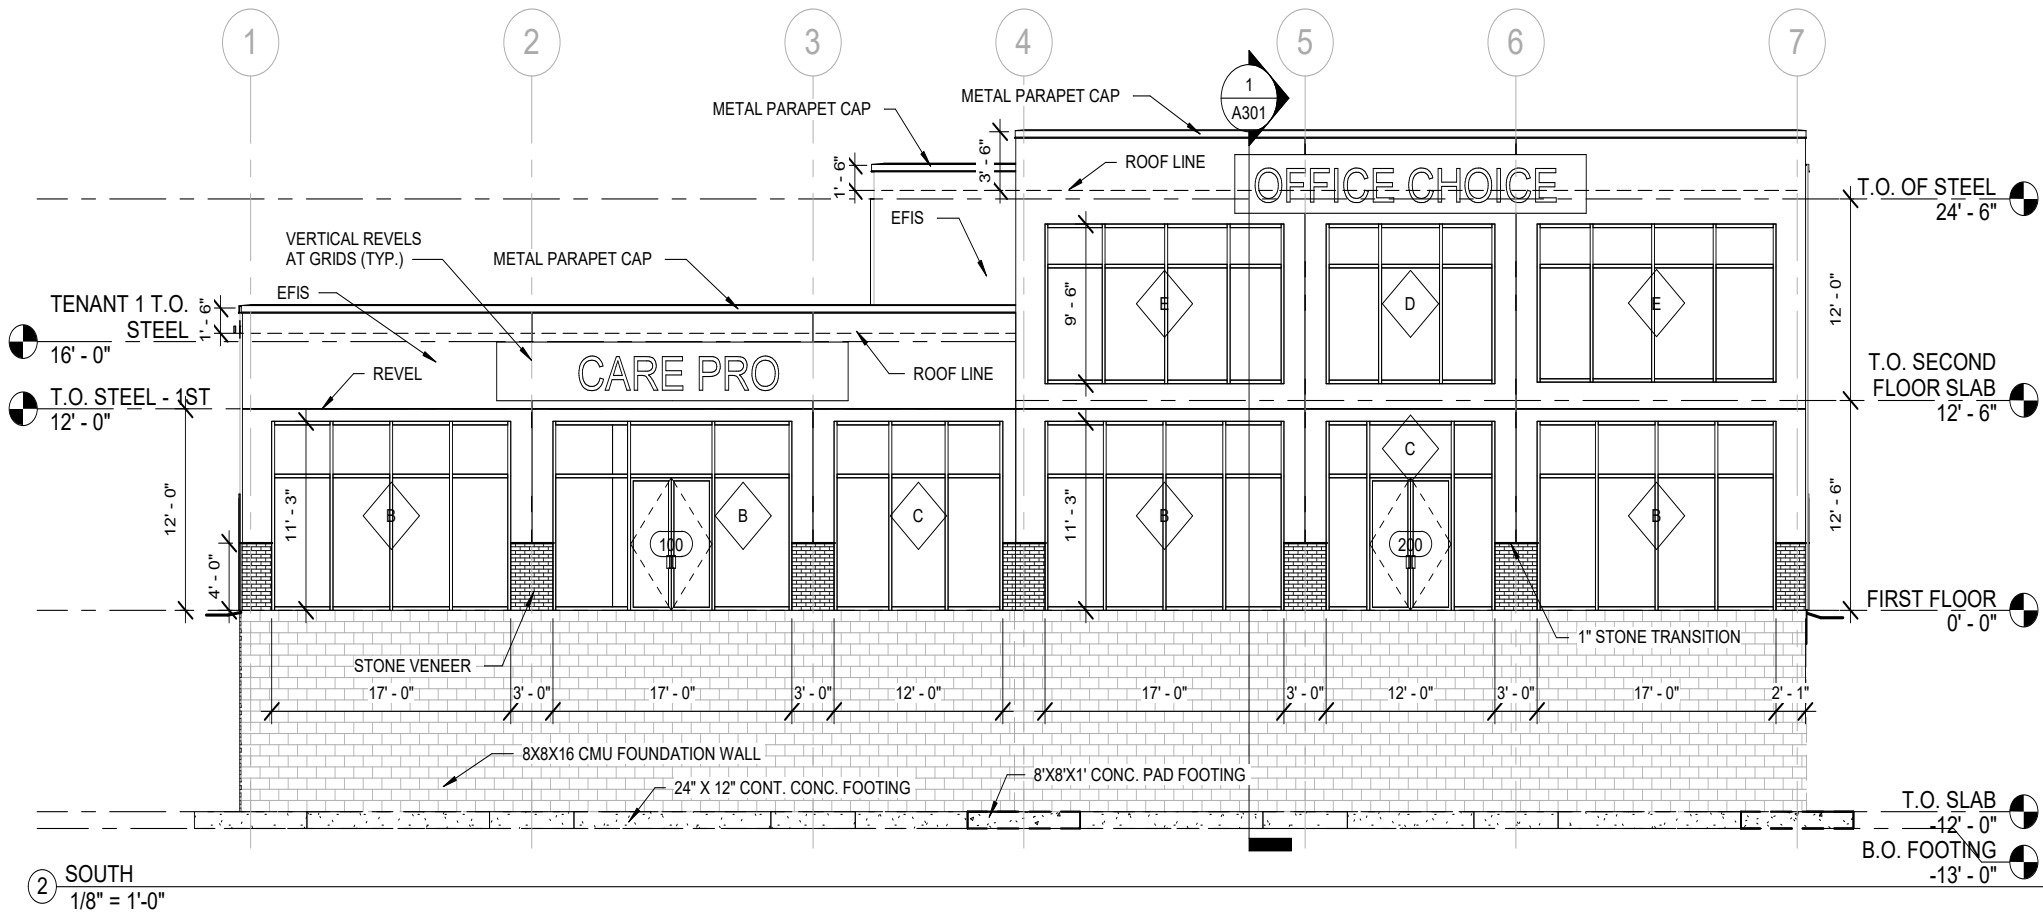 1 2 3 4 5 6 7
1
A301
METAL PARAPET CAP
METAL PARAPET CAP
1' - 6"
3' - 6"
ROOF LINE
OFFICE CHOICE
T.O. OF STEEL
24' - 6"
EFIS
VERTICAL REVELS
AT GRIDS (TYP.)
METAL PARAPET CAP
EFIS
TENANT 1 T.O.
STEEL
16' - 0"
1' - 6"
9' - 6"
E
D
E
12' - 0"
CARE PRO
REVEL
ROOF LINE
T.O. SECOND
FLOOR SLAB
12' - 6"
T.O. STEEL - 1ST
12' - 0"
12' - 0"
4' - 0"
11' - 3"
B
100
B
C
11' - 3"
B
C
200
B
12' - 6"
FIRST FLOOR
0' - 0"
1" STONE TRANSITION
STONE VENEER
17' - 0" 3' - 0" 17' - 0" 3' - 0" 12' - 0" 17' - 0" 3' - 0" 12' - 0" 3' - 0" 17' - 0" 2' - 1"
8X8X16 CMU FOUNDATION WALL
24" X 12" CONT. CONC. FOOTING
8'X8'X1' CONC. PAD FOOTING
T.O. SLAB
-12' - 0"
B.O. FOOTING
-13' - 0"
2
SOUTH
1/8" = 1'-0"